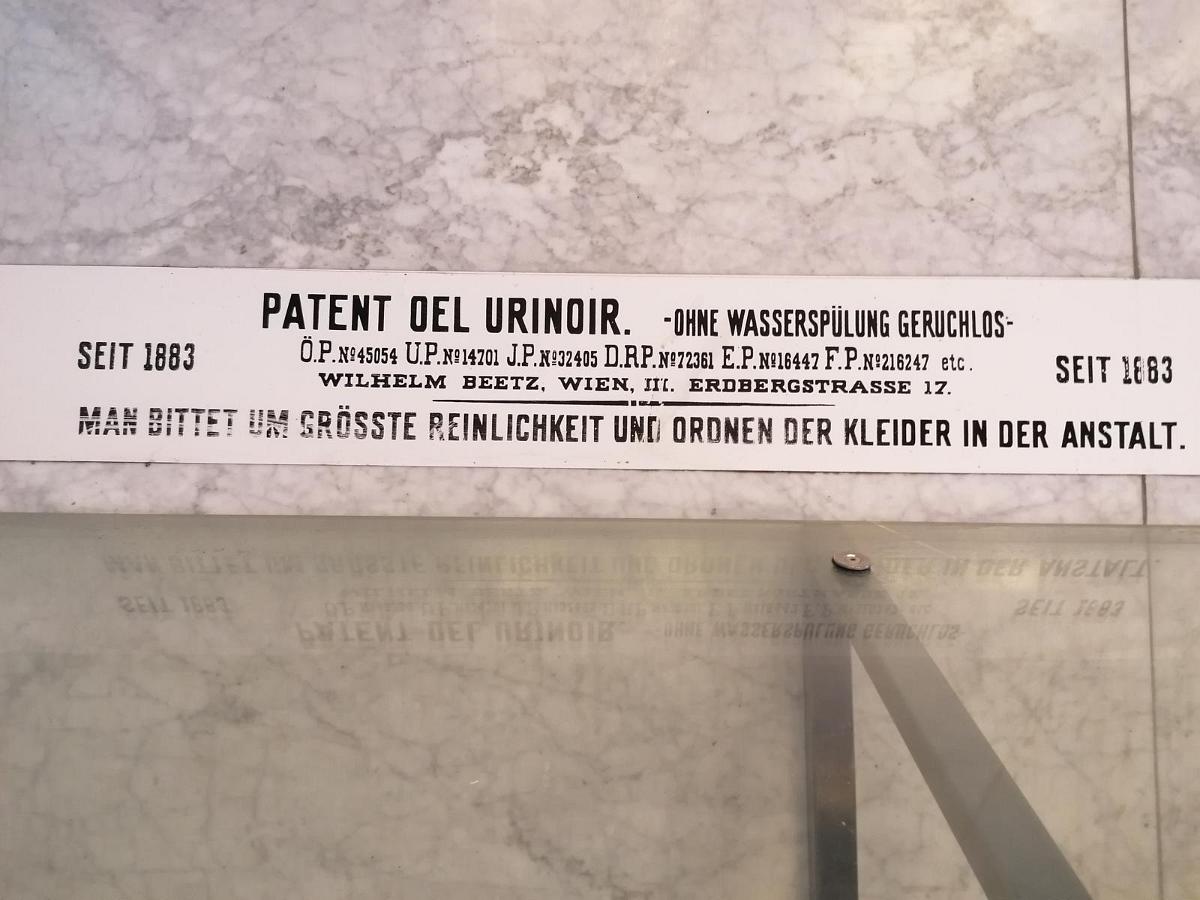 PATENT OEL URINOIR. -OHNE WASSERSPÜLUNG GERUCHLOS-
SEIT 1883 Ö.P.№45054 U.P.№14701 J.P.№32405 D.R.P.№72361 E.P.№16447 F.P.№218247 etc. SEIT 1883
WILHELM BEETZ, WIEN, III. ERDBERGSTRASSE 17.
MAN BITTET UM GRÖSSTE REINLICHKEIT UND ORDNEN DER KLEIDER IN DER ANSTALT.